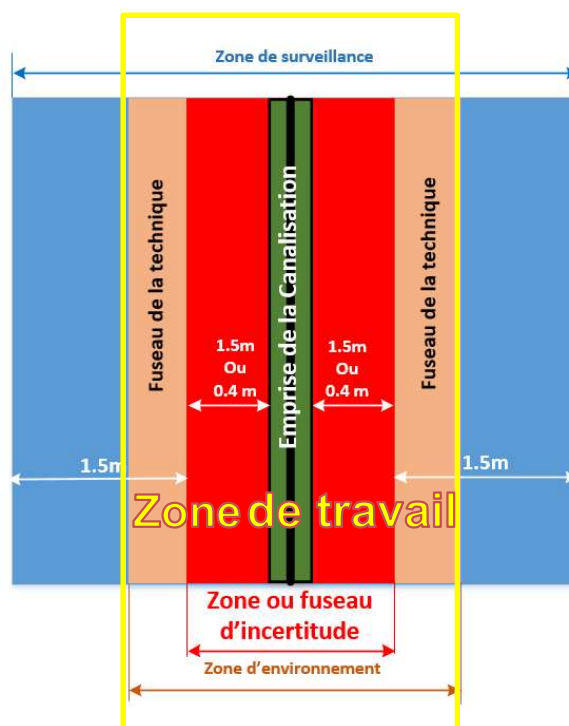 Zone de surveillance
Fuseau de la technique
Emprise de la Canalisation
Fuseau de la technique
1.5m
Ou
0.4 m
1.5m
Ou
0.4 m
1.5m
1.5m
Zone de travail
Zone ou fuseau
d'incertitude
Zone d'environnement